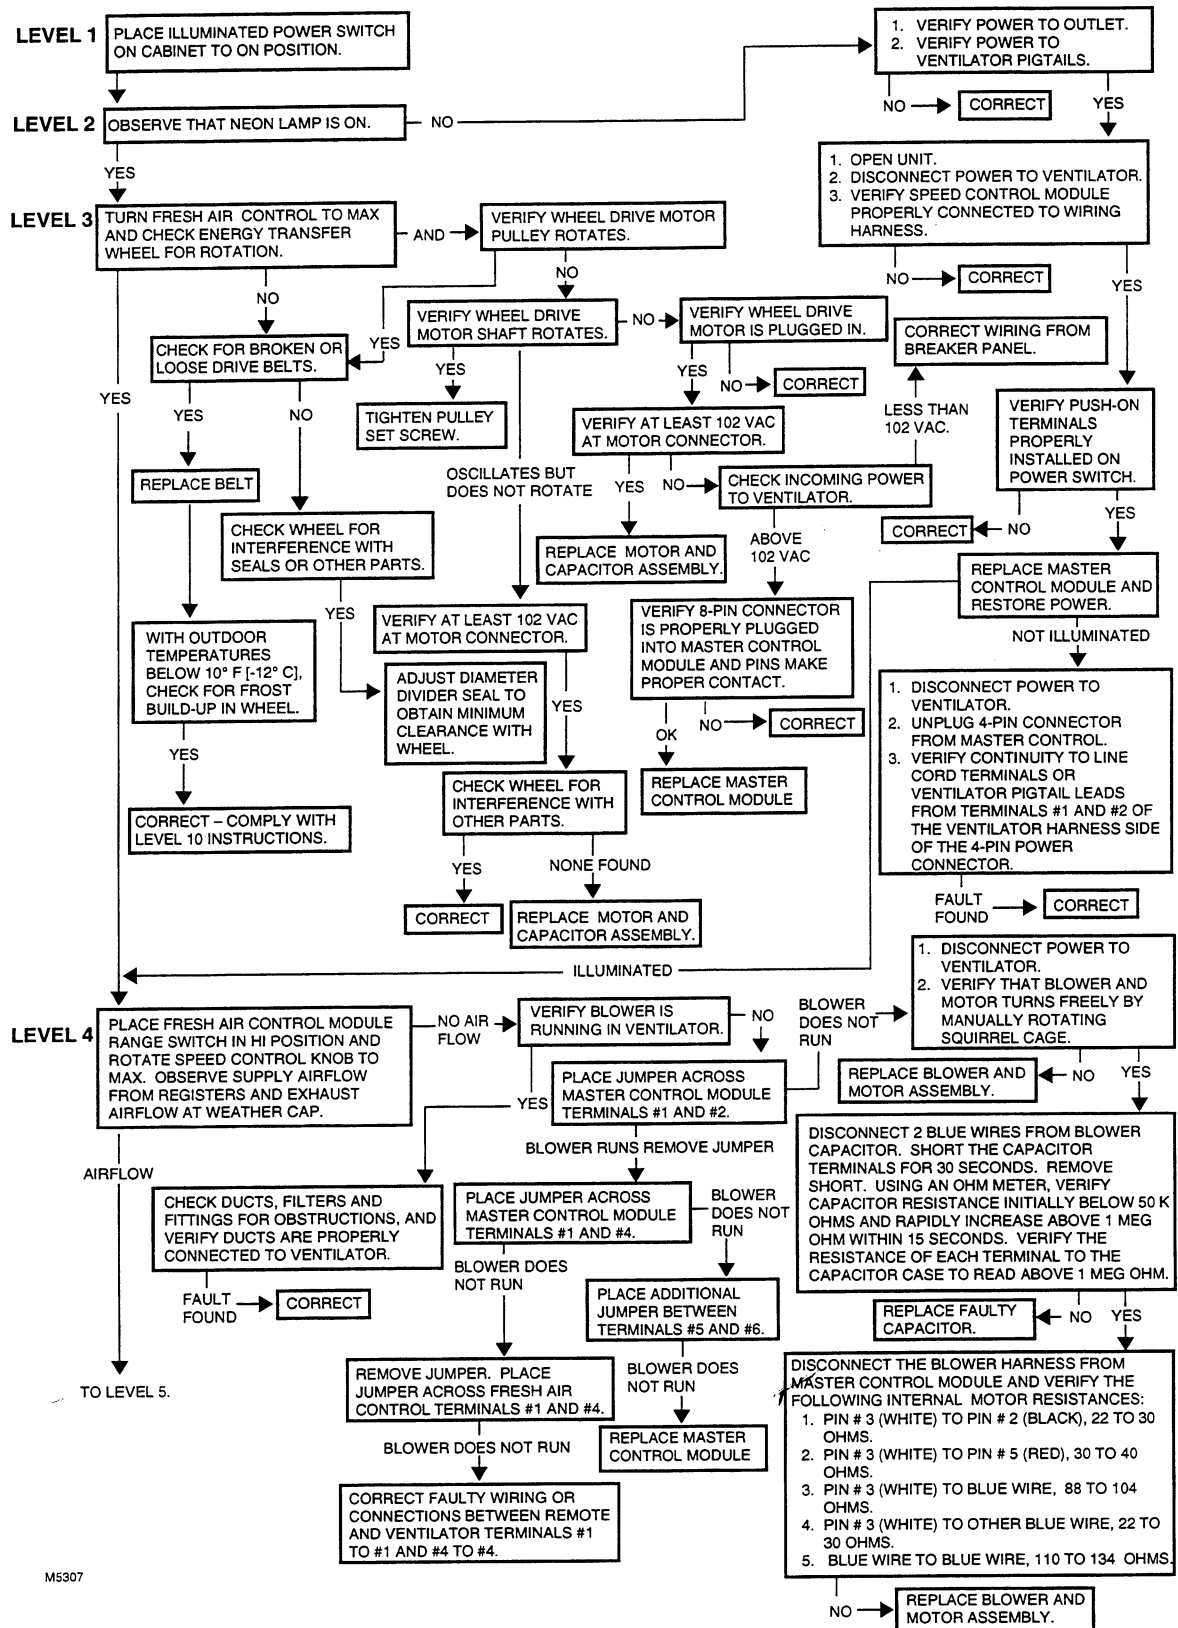 LEVEL 1
PLACE ILLUMINATED POWER SWITCH
ON CABINET TO ON POSITION.
1. VERIFY POWER TO OUTLET.
2. VERIFY POWER TO
VENTILATOR PIGTAILS.
NO
CORRECT
YES
LEVEL 2
OBSERVE THAT NEON LAMP IS ON.
NO
YES
1. OPEN UNIT.
2. DISCONNECT POWER TO VENTILATOR.
3. VERIFY SPEED CONTROL MODULE
PROPERLY CONNECTED TO WIRING
HARNESS.
NO
CORRECT
YES
LEVEL 3
TURN FRESH AIR CONTROL TO MAX
AND CHECK ENERGY TRANSFER
WHEEL FOR ROTATION.
AND
VERIFY WHEEL DRIVE MOTOR
PULLEY ROTATES.
NO
NO
YES
YES
VERIFY WHEEL DRIVE
MOTOR SHAFT ROTATES.
NO
VERIFY WHEEL DRIVE
MOTOR IS PLUGGED IN.
CORRECT WIRING FROM
BREAKER PANEL.
CHECK FOR BROKEN OR
LOOSE DRIVE BELTS.
YES
YES
NO
CORRECT
LESS THAN
102 VAC.
VERIFY PUSH-ON
TERMINALS
PROPERLY
INSTALLED ON
POWER SWITCH.
YES
NO
TIGHTEN PULLEY
SET SCREW.
VERIFY AT LEAST 102 VAC
AT MOTOR CONNECTOR.
OSCILLATES BUT
DOES NOT ROTATE
YES
NO
CHECK INCOMING POWER
TO VENTILATOR.
REPLACE BELT
CORRECT
NO
YES
CHECK WHEEL FOR
INTERFERENCE WITH
SEALS OR OTHER PARTS.
REPLACE MOTOR AND
CAPACITOR ASSEMBLY.
ABOVE
102 VAC
REPLACE MASTER
CONTROL MODULE AND
RESTORE POWER.
YES
VERIFY AT LEAST 102 VAC
AT MOTOR CONNECTOR.
VERIFY 8-PIN CONNECTOR
IS PROPERLY PLUGGED
INTO MASTER CONTROL
MODULE AND PINS MAKE
PROPER CONTACT.
NOT ILLUMINATED
WITH OUTDOOR
TEMPERATURES
BELOW 10° F [-12° C],
CHECK FOR FROST
BUILD-UP IN WHEEL.
ADJUST DIAMETER
DIVIDER SEAL TO
OBTAIN MINIMUM
CLEARANCE WITH
WHEEL.
YES
OK
NO
CORRECT
1. DISCONNECT POWER TO
VENTILATOR.
2. UNPLUG 4-PIN CONNECTOR
FROM MASTER CONTROL.
3. VERIFY CONTINUITY TO LINE
CORD TERMINALS OR
VENTILATOR PIGTAIL LEADS
FROM TERMINALS #1 AND #2 OF
THE VENTILATOR HARNESS SIDE
OF THE 4-PIN POWER
CONNECTOR.
YES
REPLACE MASTER
CONTROL MODULE
CORRECT – COMPLY WITH
LEVEL 10 INSTRUCTIONS.
CHECK WHEEL FOR
INTERFERENCE WITH
OTHER PARTS.
YES
NONE FOUND
CORRECT
REPLACE MOTOR AND
CAPACITOR ASSEMBLY.
FAULT
FOUND
CORRECT
ILLUMINATED
LEVEL 4
PLACE FRESH AIR CONTROL MODULE
RANGE SWITCH IN HI POSITION AND
ROTATE SPEED CONTROL KNOB TO
MAX. OBSERVE SUPPLY AIRFLOW
FROM REGISTERS AND EXHAUST
AIRFLOW AT WEATHER CAP.
NO AIR
FLOW
VERIFY BLOWER IS
RUNNING IN VENTILATOR.
NO
BLOWER
DOES NOT
RUN
1. DISCONNECT POWER TO
VENTILATOR.
2. VERIFY THAT BLOWER AND
MOTOR TURNS FREELY BY
MANUALLY ROTATING
SQUIRREL CAGE.
YES
PLACE JUMPER ACROSS
MASTER CONTROL MODULE
TERMINALS #1 AND #2.
REPLACE BLOWER AND
MOTOR ASSEMBLY.
NO
YES
BLOWER RUNS REMOVE JUMPER
DISCONNECT 2 BLUE WIRES FROM BLOWER
CAPACITOR. SHORT THE CAPACITOR
TERMINALS FOR 30 SECONDS. REMOVE
SHORT. USING AN OHM METER, VERIFY
CAPACITOR RESISTANCE INITIALLY BELOW 50 K
OHMS AND RAPIDLY INCREASE ABOVE 1 MEG
OHM WITHIN 15 SECONDS. VERIFY THE
RESISTANCE OF EACH TERMINAL TO THE
CAPACITOR CASE TO READ ABOVE 1 MEG OHM.
AIRFLOW
CHECK DUCTS, FILTERS AND
FITTINGS FOR OBSTRUCTIONS, AND
VERIFY DUCTS ARE PROPERLY
CONNECTED TO VENTILATOR.
PLACE JUMPER ACROSS
MASTER CONTROL MODULE
TERMINALS #1 AND #4.
BLOWER
DOES NOT
RUN
BLOWER DOES
NOT RUN
FAULT
FOUND
CORRECT
PLACE ADDITIONAL
JUMPER BETWEEN
TERMINALS #5 AND #6.
REPLACE FAULTY
CAPACITOR.
NO
YES
TO LEVEL 5.
REMOVE JUMPER. PLACE
JUMPER ACROSS FRESH AIR
CONTROL TERMINALS #1 AND #4.
BLOWER DOES
NOT RUN
DISCONNECT THE BLOWER HARNESS FROM
MASTER CONTROL MODULE AND VERIFY THE
FOLLOWING INTERNAL MOTOR RESISTANCES:
1. PIN # 3 (WHITE) TO PIN # 2 (BLACK), 22 TO 30
OHMS.
2. PIN # 3 (WHITE) TO PIN # 5 (RED), 30 TO 40
OHMS.
3. PIN # 3 (WHITE) TO BLUE WIRE, 88 TO 104
OHMS.
4. PIN # 3 (WHITE) TO OTHER BLUE WIRE, 22 TO
30 OHMS.
5. BLUE WIRE TO BLUE WIRE, 110 TO 134 OHMS.
BLOWER DOES NOT RUN
REPLACE MASTER
CONTROL MODULE
CORRECT FAULTY WIRING OR
CONNECTIONS BETWEEN REMOTE
AND VENTILATOR TERMINALS #1
TO #1 AND #4 TO #4.
M5307
NO
REPLACE BLOWER AND
MOTOR ASSEMBLY.